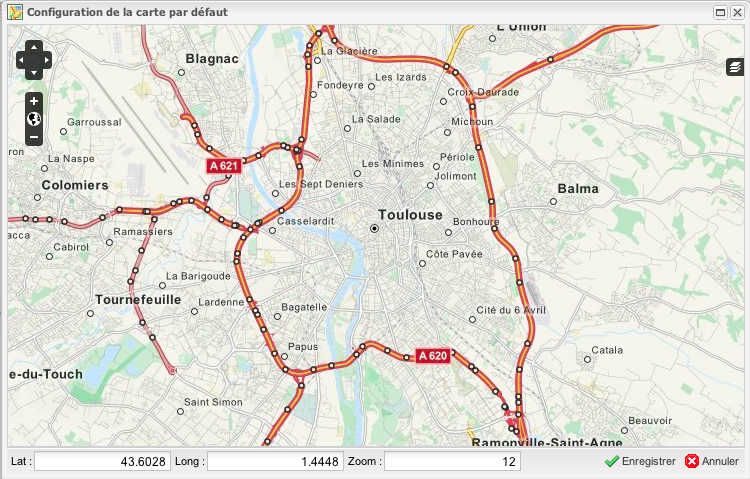 Configuration de la carte par défaut
L'Union
La Glacière
Blagnac
Les Izards
Fondeyre
Croix Daurade
Garroussal
La Salade
Michoun
ron
La Naspe
Les Minimes
Périole
A 621
Jolimont
Colomiers
Les Sept Deniers
Balma
Toulouse
Casselardit
Bonhoure
acca
Ramassiers
Cabirol
Côte Pavée
La Barigoude
Tournefeuille
Lardenne
Bagatelle
Cité du 6 Avril
Papus
A 620
Catala
e-du-Touch
Saint Simon
Beauvoir
Ramonville-Saint-Agne
Lat : 43.6028 Long : 1.4448 Zoom : 12 Enregistrer Annuler